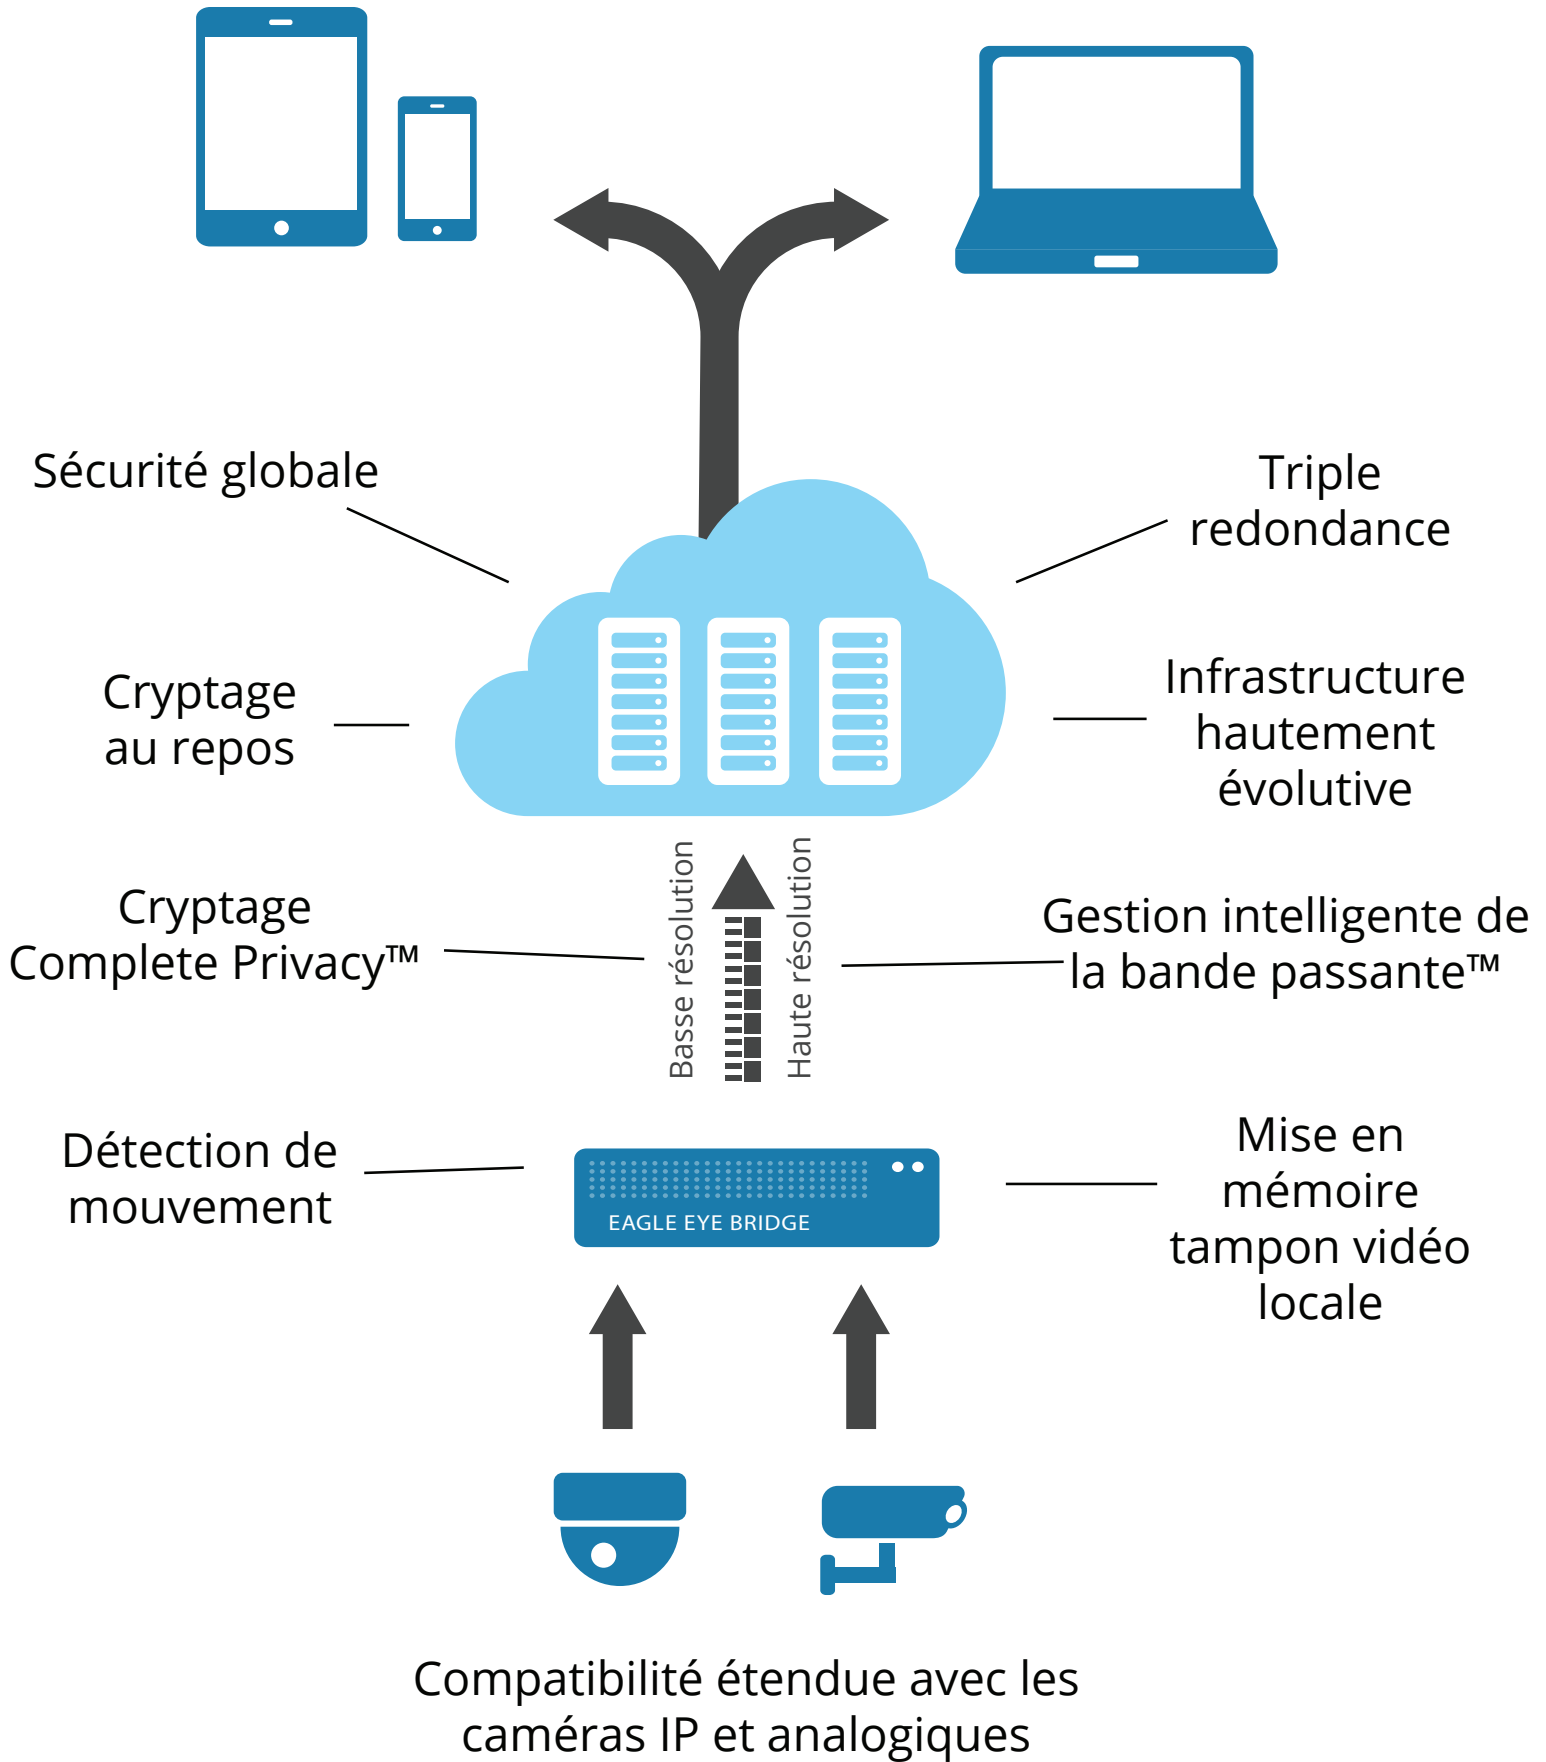 Sécurité globale
Triple
redondance
Cryptage
au repos
Infrastructure
hautement
évolutive
Cryptage
Complete Privacy™
Basse résolution
Haute résolution
Gestion intelligente de
la bande passante™
Détection de
mouvement
EAGLE EYE BRIDGE
Mise en
mémoire
tampon vidéo
locale
Compatibilité étendue avec les
caméras IP et analogiques